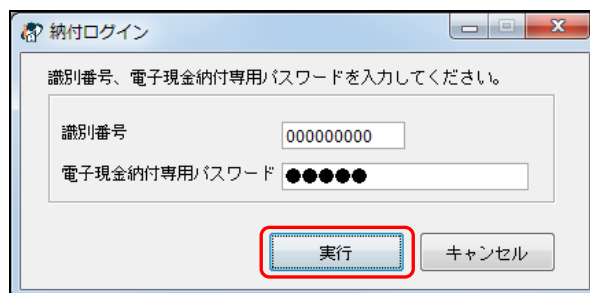 納付ログイン
識別番号、電子現金納付専用パスワードを入力してください。
識別番号 000000000
電子現金納付専用パスワード ●●●●●
実行 キャンセル